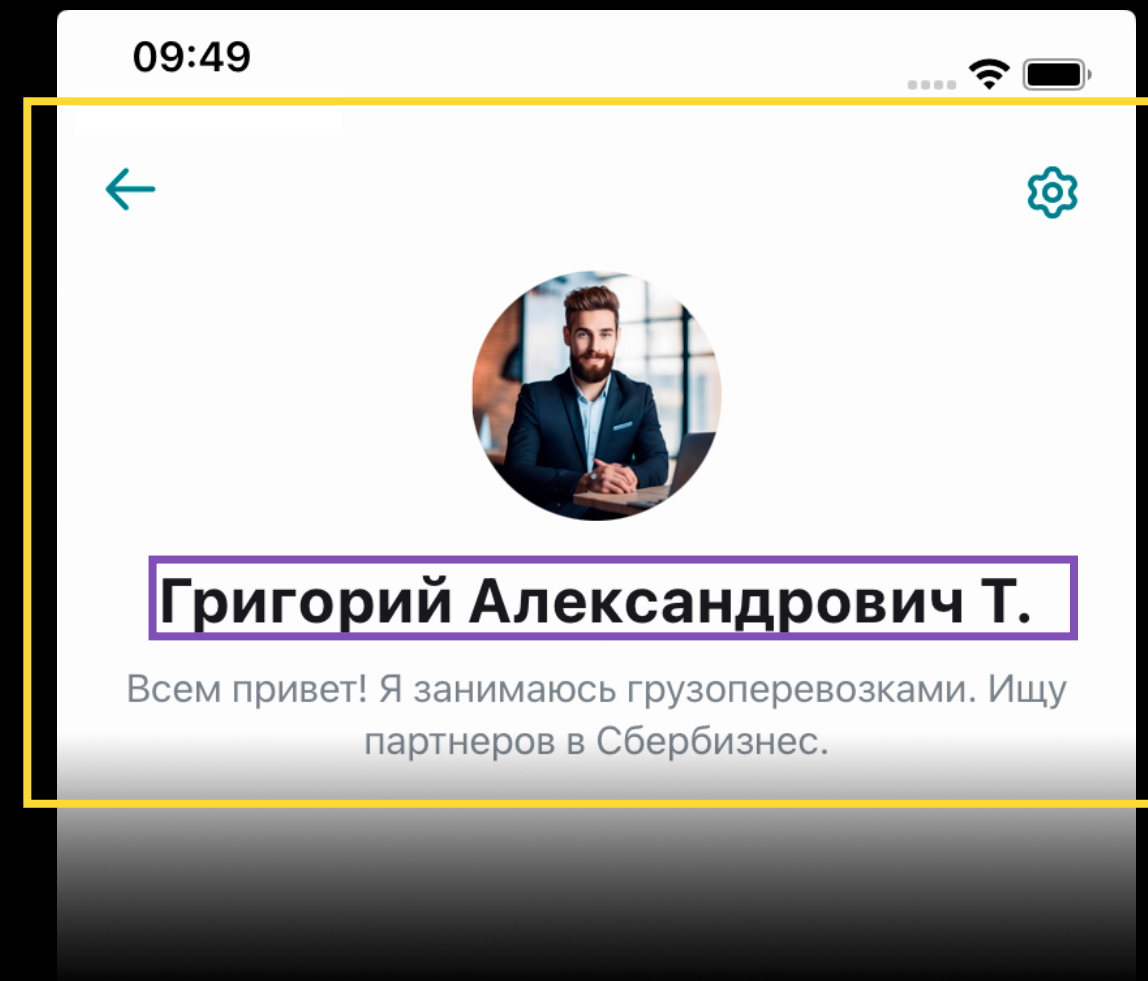 09:49
Григорий Александрович Т.
Всем привет! Я занимаюсь грузоперевозками. Ищу
партнеров в Сбербизнес.